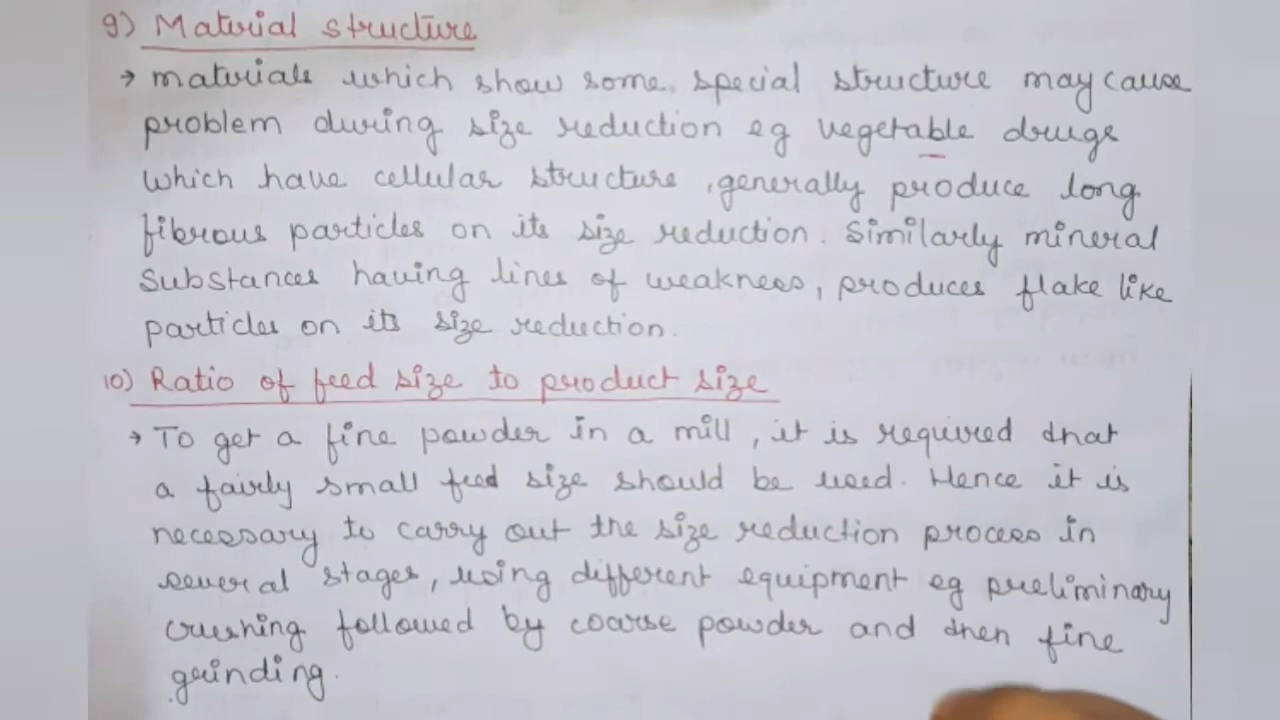 9) Material structure
→ materials which show some special structure may cause
problem during size reduction eg vegetable drugs
which have cellular structure, generally produce long
fibrous particles on its size reduction. Similarly mineral
substances having lines of weakness, produces flake like
particles on its size reduction.
10) Ratio of feed size to product size
→ To get a fine powder in a mill, it is required that
a fairly small feed size should be used. Hence it is
necessary to carry out the size reduction process in
several stages, using different equipment eg preliminary
crushing followed by coarse powder and then fine
grinding.